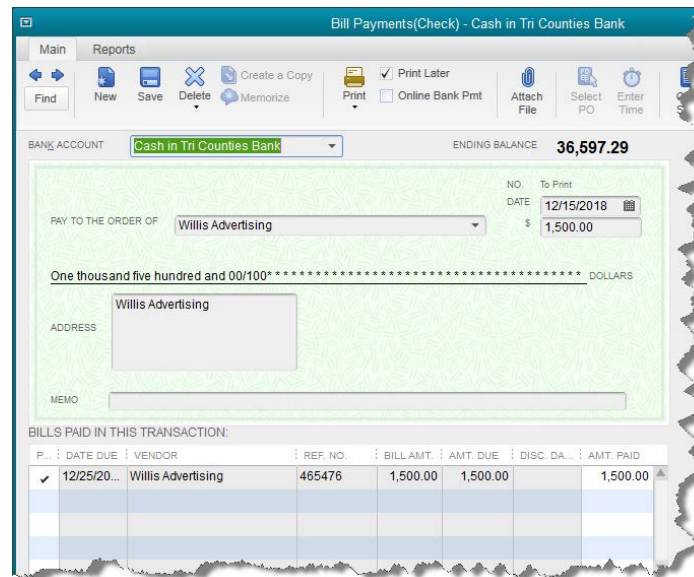 Bill Payments(Check) - Cash in Tri Counties Bank
Main Reports
Find New Save Delete Create a Copy Memorize Print Print Later Online Bank Pmt Attach File Select PO Enter Time
BANK ACCOUNT Cash in Tri Counties Bank ENDING BALANCE 36,597.29
NO. To Print
DATE 12/15/2018
PAY TO THE ORDER OF Willis Advertising $ 1,500.00
One thousand five hundred and 00/100* * * * * * * * * * * * * * * * * * * * * * * * * * * * * * * * * * * * * * * * DOLLARS
Willis Advertising
ADDRESS
MEMO
BILLS PAID IN THIS TRANSACTION:
P... DATE DUE VENDOR REF. NO. BILL AMT. AMT. DUE DISC. DA... AMT. PAID
12/25/20... Willis Advertising 465476 1,500.00 1,500.00 1,500.00